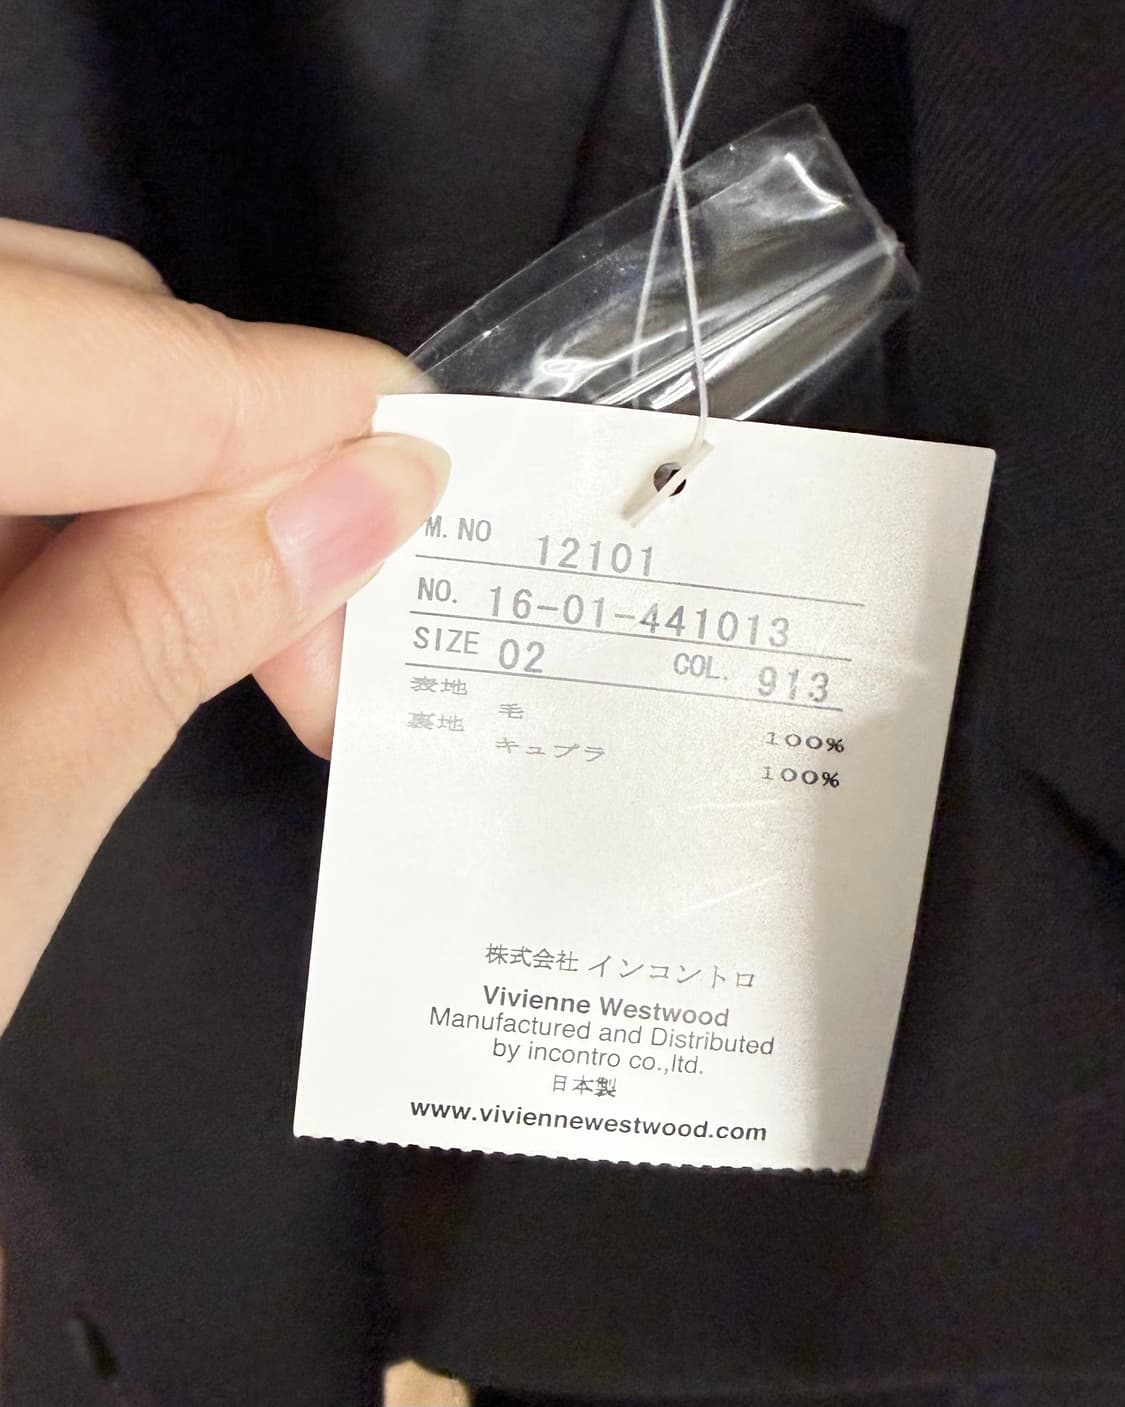 M. NO 12101
NO. 16-01-441013
SIZE 02 COL. 913
表地 毛 100%
裏地 キュプラ 100%
株式会社 インコントロ
Vivienne Westwood
Manufactured and Distributed
by incontro co.,ltd.
日本製
www.viviennewestwood.com